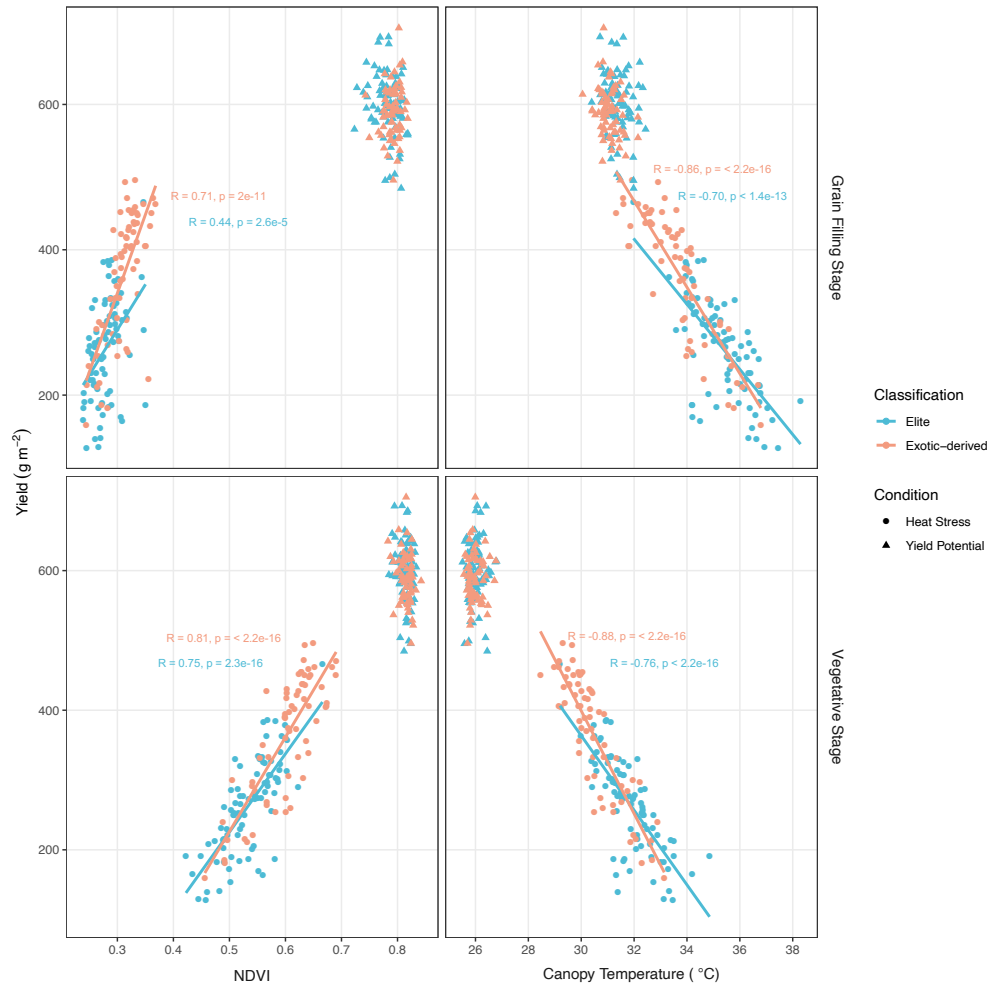 600
400
200
R = 0.71, p = 2e-11
R = 0.44, p = 2.6e-5
R = -0.86, p = < 2.2e-16
R = -0.70, p < 1.4e-13
Grain Filling Stage
Yield (g m⁻²)
600
400
200
R = 0.81, p = < 2.2e-16
R = 0.75, p = 2.3e-16
R = -0.88, p = < 2.2e-16
R = -0.76, p < 2.2e-16
Vegetative Stage
0.3 0.4 0.5 0.6 0.7 0.8
26 28 30 32 34 36 38
NDVI
Canopy Temperature ( °C)
Classification
Elite
Exotic−derived
Condition
Heat Stress
Yield Potential